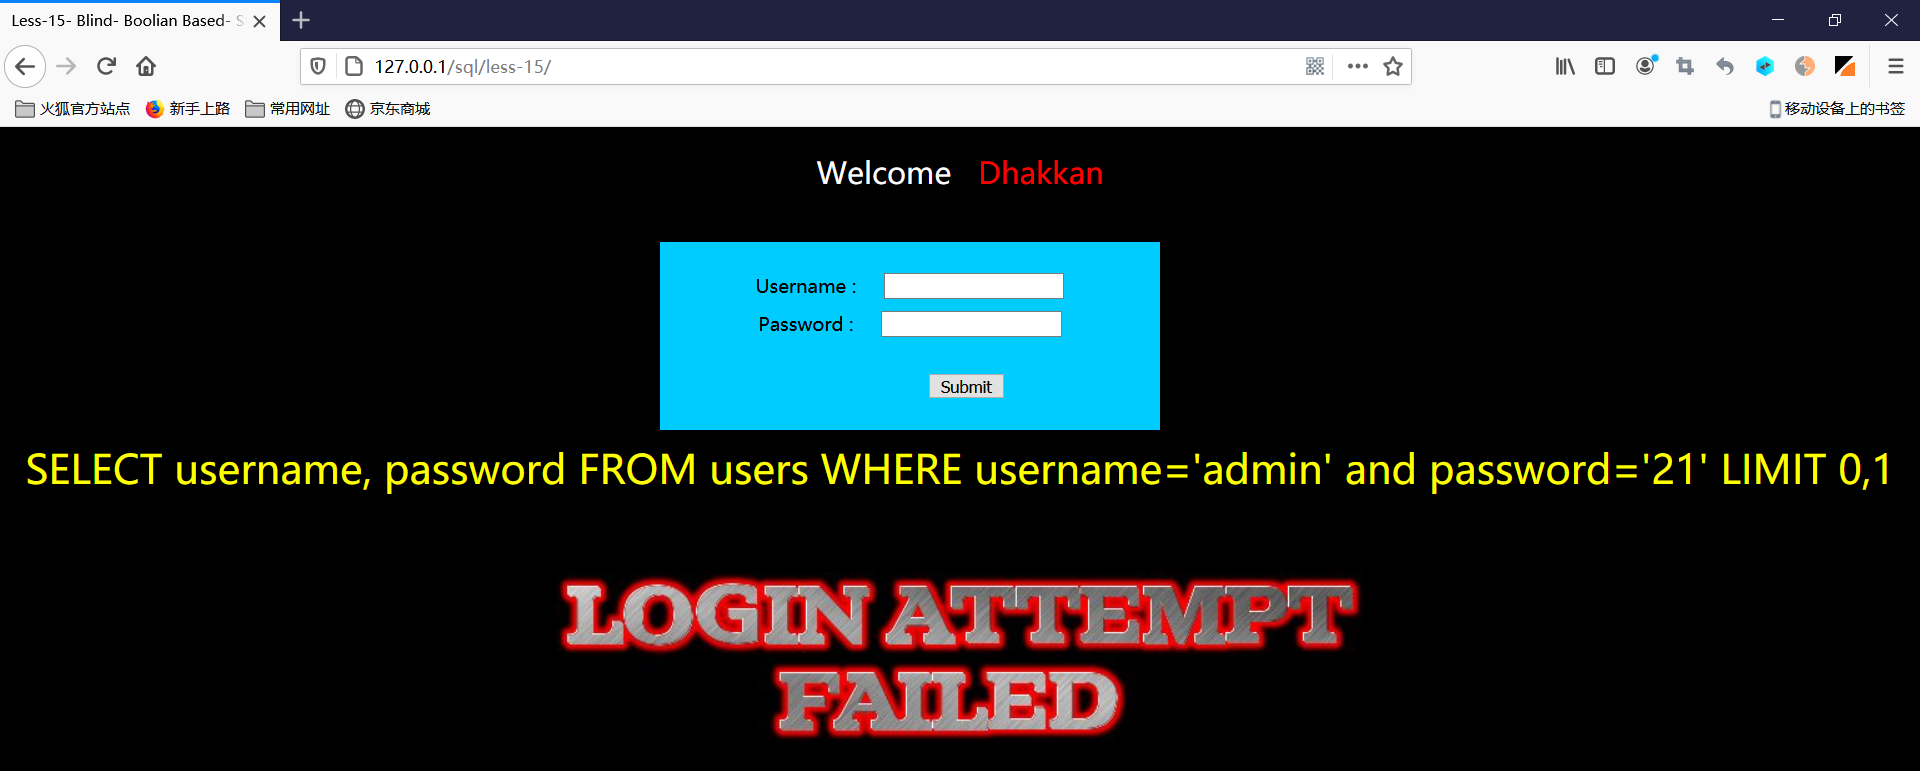 Less-15- Blind- Boolian Based- S
127.0.0.1/sql/less-15/
火狐官方站点 新手上路 常用网址 京东商城 移动设备上的书签
Welcome Dhakkan
Username :
Password :
Submit
SELECT username, password FROM users WHERE username='admin' and password='21' LIMIT 0,1
LOGIN ATTEMPT
FAILED